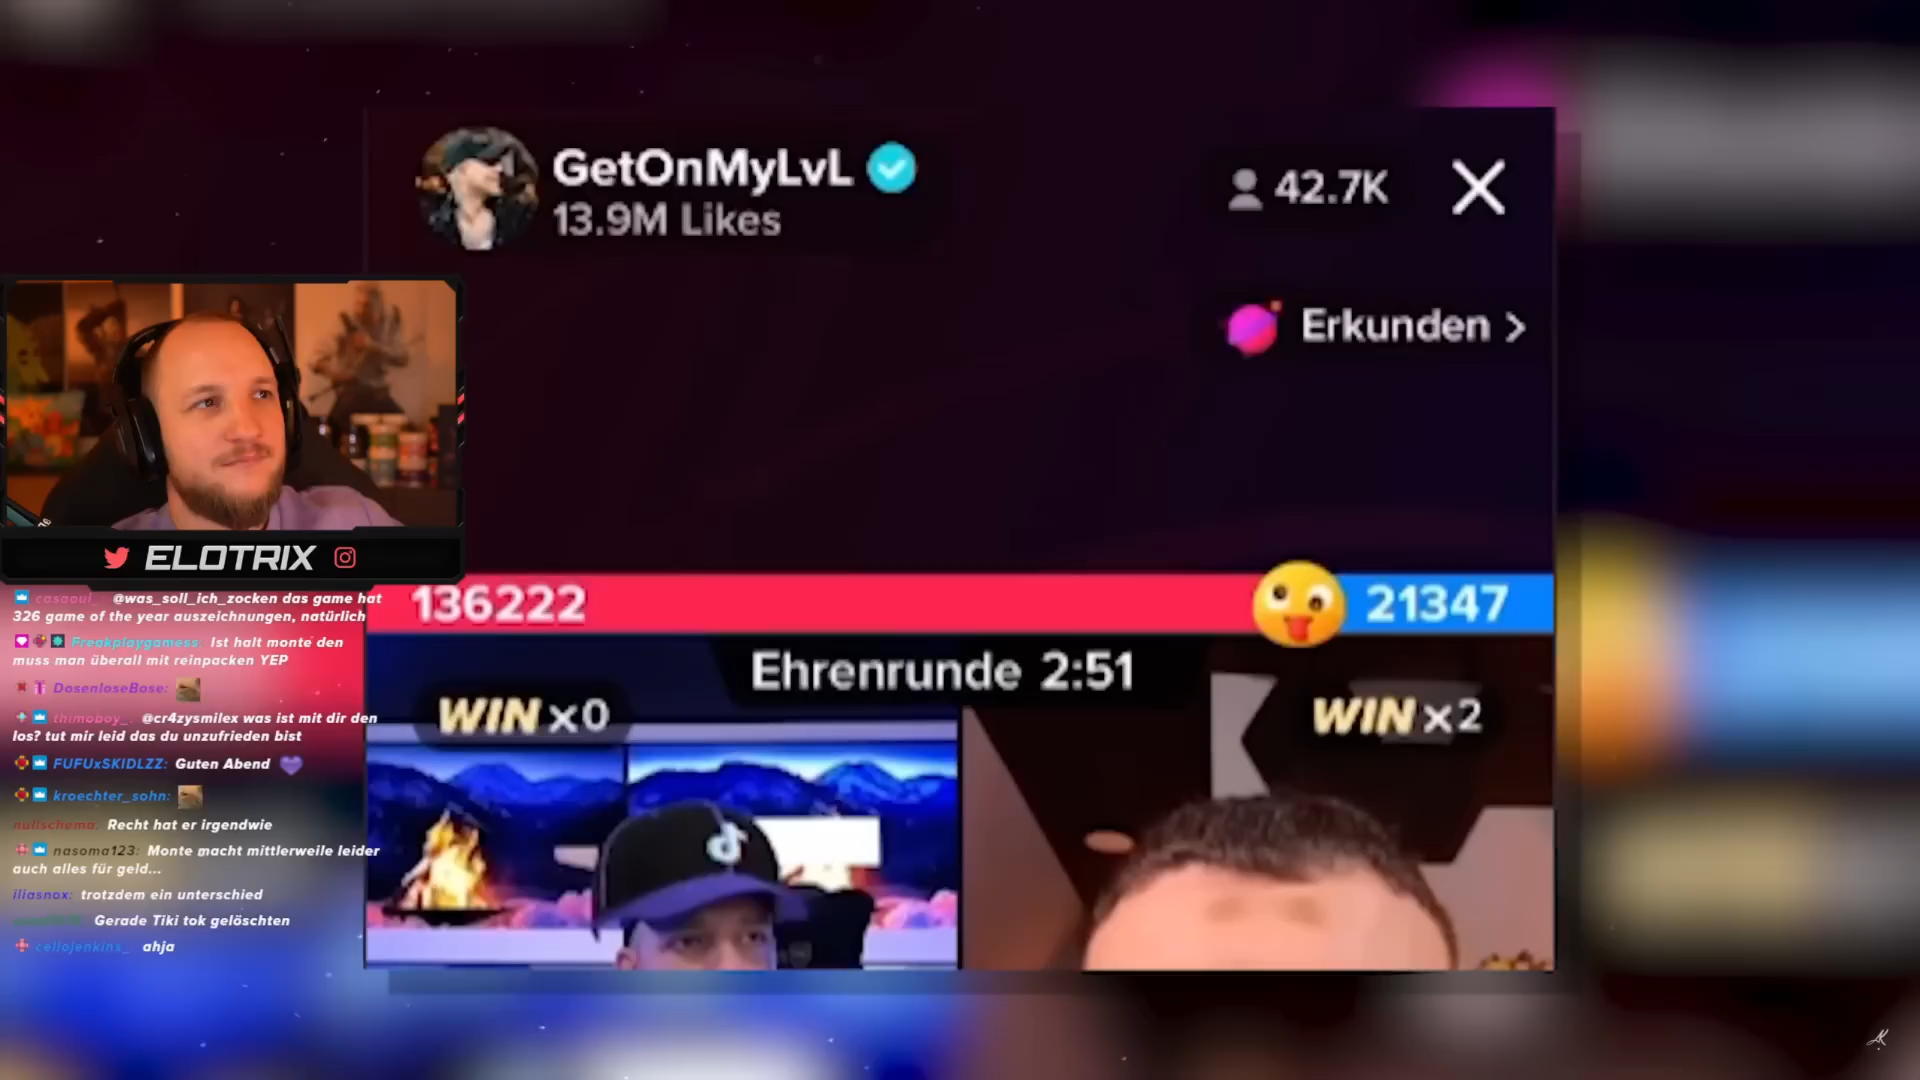 GetOnMyLvL
13.9M Likes
42.7K
Erkunden >
ELOTRIX
136222
21347
Ehrenrunde 2:51
WIN x0
WIN x2
@was_soll_ich_zocken das game hat
326 game of the year auszeichnungen, natürlich
Freakplaygamess: Ist halt monte den
muss man überall mit reinpacken YEP
DosenloseBose:
thimoboy_: @cr4zysmilex was ist mit dir den
los? tut mir leid das du unzufrieden bist
FUFUxSKIDLZZ: Guten Abend
kroechter_sohn:
nullschema: Recht hat er irgendwie
nasoma123: Monte macht mittlerweile leider
auch alles für geld...
iliasnox: trotzdem ein unterschied
Gerade Tiki tok gelöschten
cellojenkins_ ahja